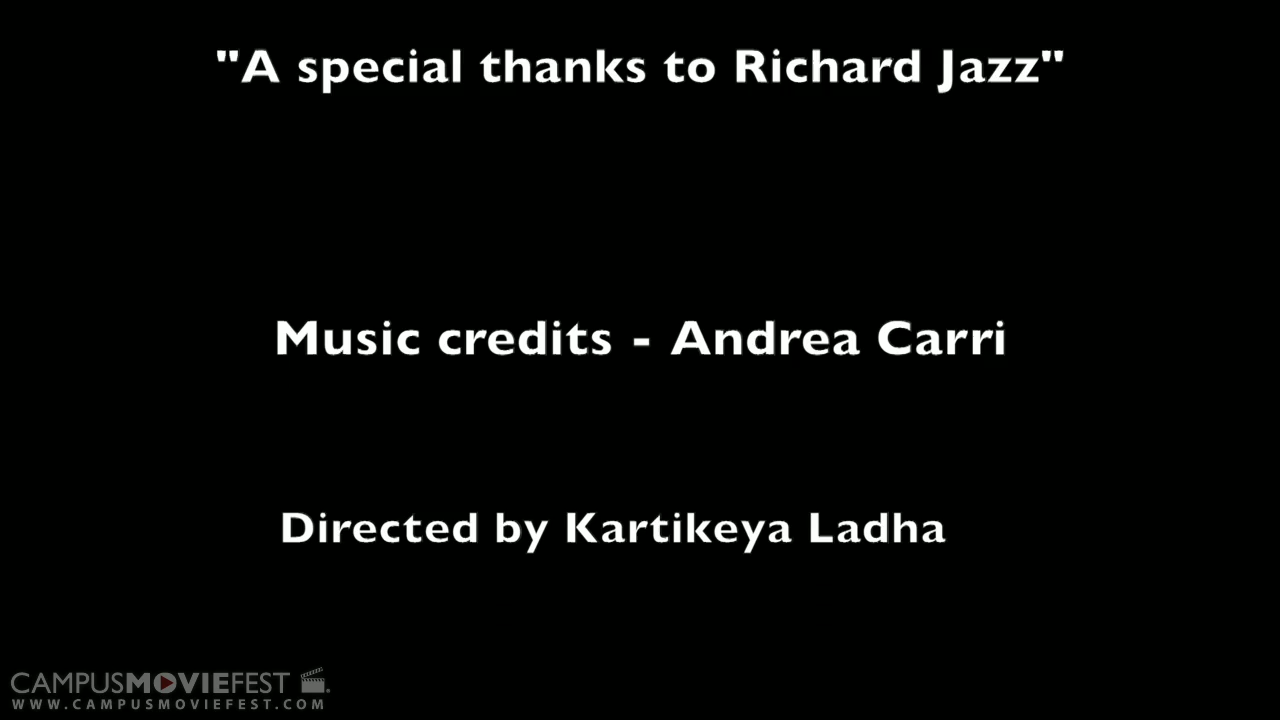 "A special thanks to Richard Jazz"
Music credits - Andrea Carri
Directed by Kartikeya Ladha
CAMPUSMOVIEFEST
WWW.CAMPUSMOVIEFEST.COM